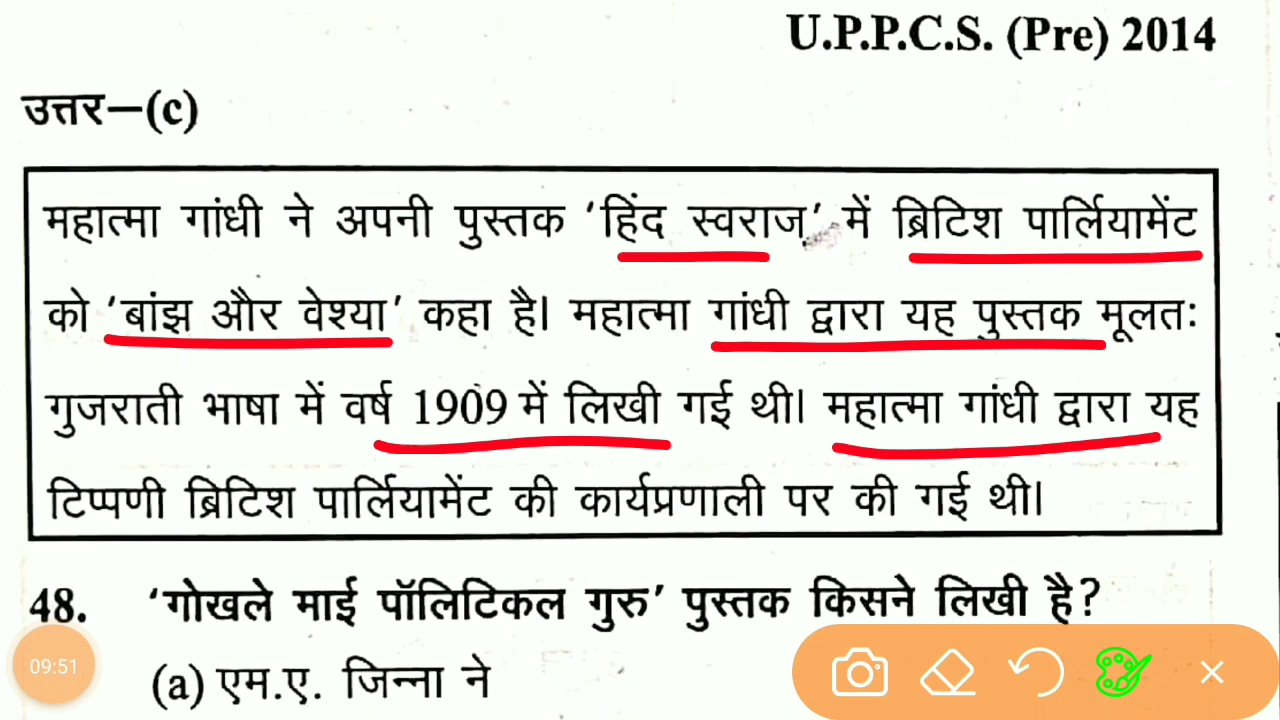 U.P.P.C.S. (Pre) 2014
उत्तर–(c)
महात्मा गांधी ने अपनी पुस्तक 'हिंद स्वराज' में ब्रिटिश पार्लियामेंट
को 'बांझ और वेश्या' कहा है। महात्मा गांधी द्वारा यह पुस्तक मूलतः
गुजराती भाषा में वर्ष 1909 में लिखी गई थी। महात्मा गांधी द्वारा यह
टिप्पणी ब्रिटिश पार्लियामेंट की कार्यप्रणाली पर की गई थी।
48. 'गोखले माई पॉलिटिकल गुरु' पुस्तक किसने लिखी है?
09:51
(a) एम.ए. जिन्ना ने